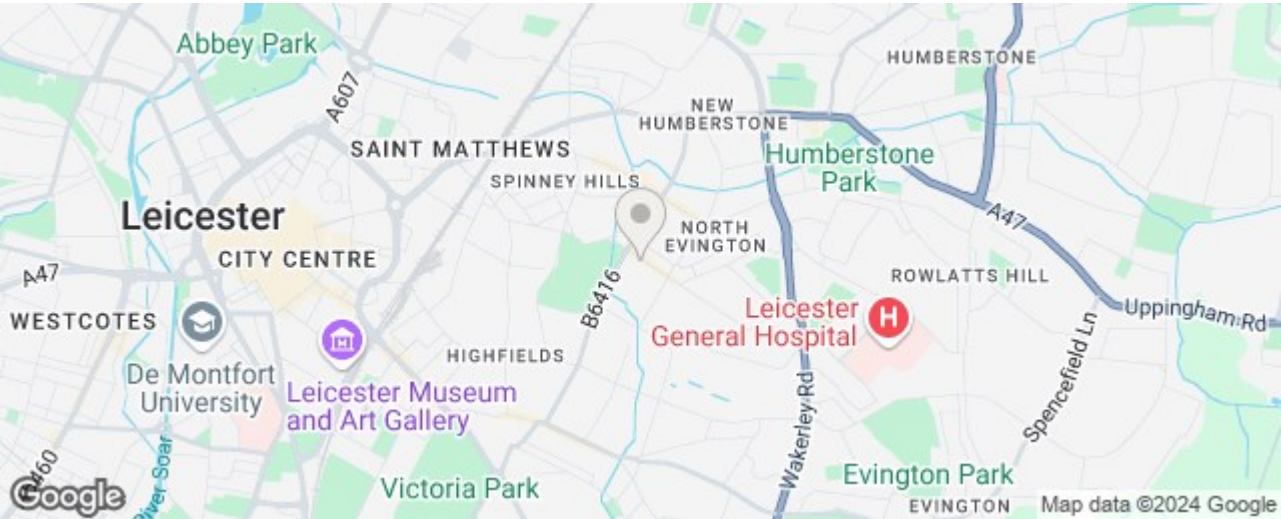 Abbey Park
A607
HUMBERSTONE
NEW
HUMBERSTONE
SAINT MATTHEWS
Humberstone
Park
SPINNEY HILLS
Leicester
NORTH
EVINGTON
A47
CITY CENTRE
A47
ROWLATTS HILL
B6416
WESTCOTES
Leicester
General Hospital
H
Uppingham Rd
HIGHFIELDS
De Montfort
University
Leicester Museum
and Art Gallery
Spencefield Ln
Wakerley Rd
A460
River Soar
Victoria Park
Evington Park
EVINGTON
Google
Map data ©2024 Google